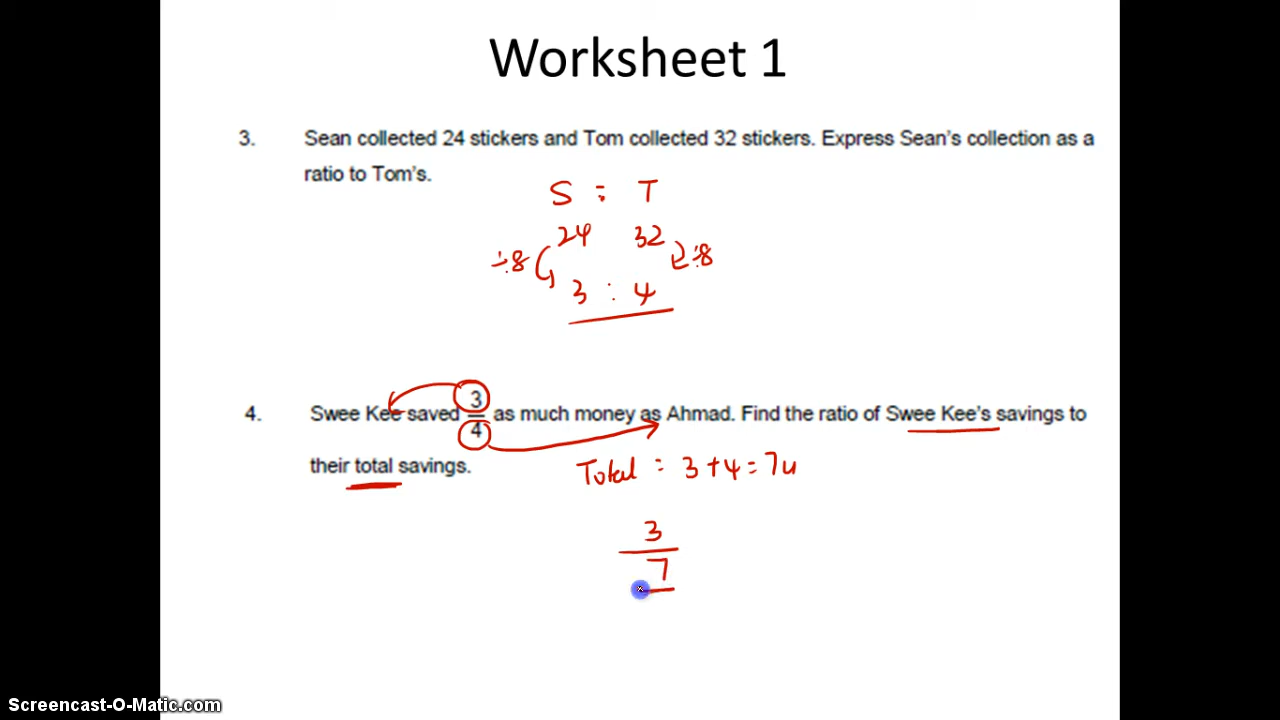 Worksheet 1
3. Sean collected 24 stickers and Tom collected 32 stickers. Express Sean's collection as a
ratio to Tom's.
S : T
24 32
÷8 ÷8
3 : 4
4. Swee Kee saved 3/4 as much money as Ahmad. Find the ratio of Swee Kee's savings to
their total savings.
Total : 3+4=7u
3
7
Screencast-O-Matic.com